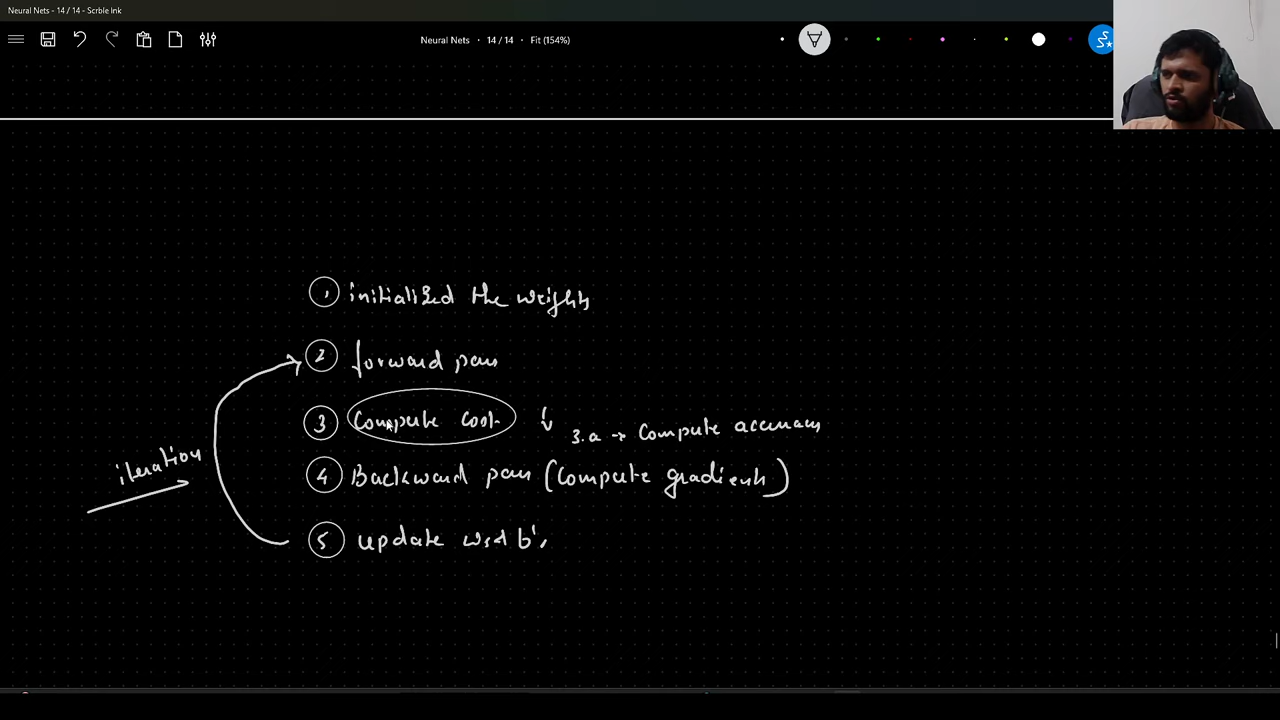 Neural Nets - 14 / 14 - Scrble Ink
Neural Nets • 14 / 14 • Fit (154%)
1 initialized the weights
2 forward pass
3 Compute cost ↓ 3.a → Compute accuracy
4 Backward pass (Compute gradients)
iteration
5 update w's b's